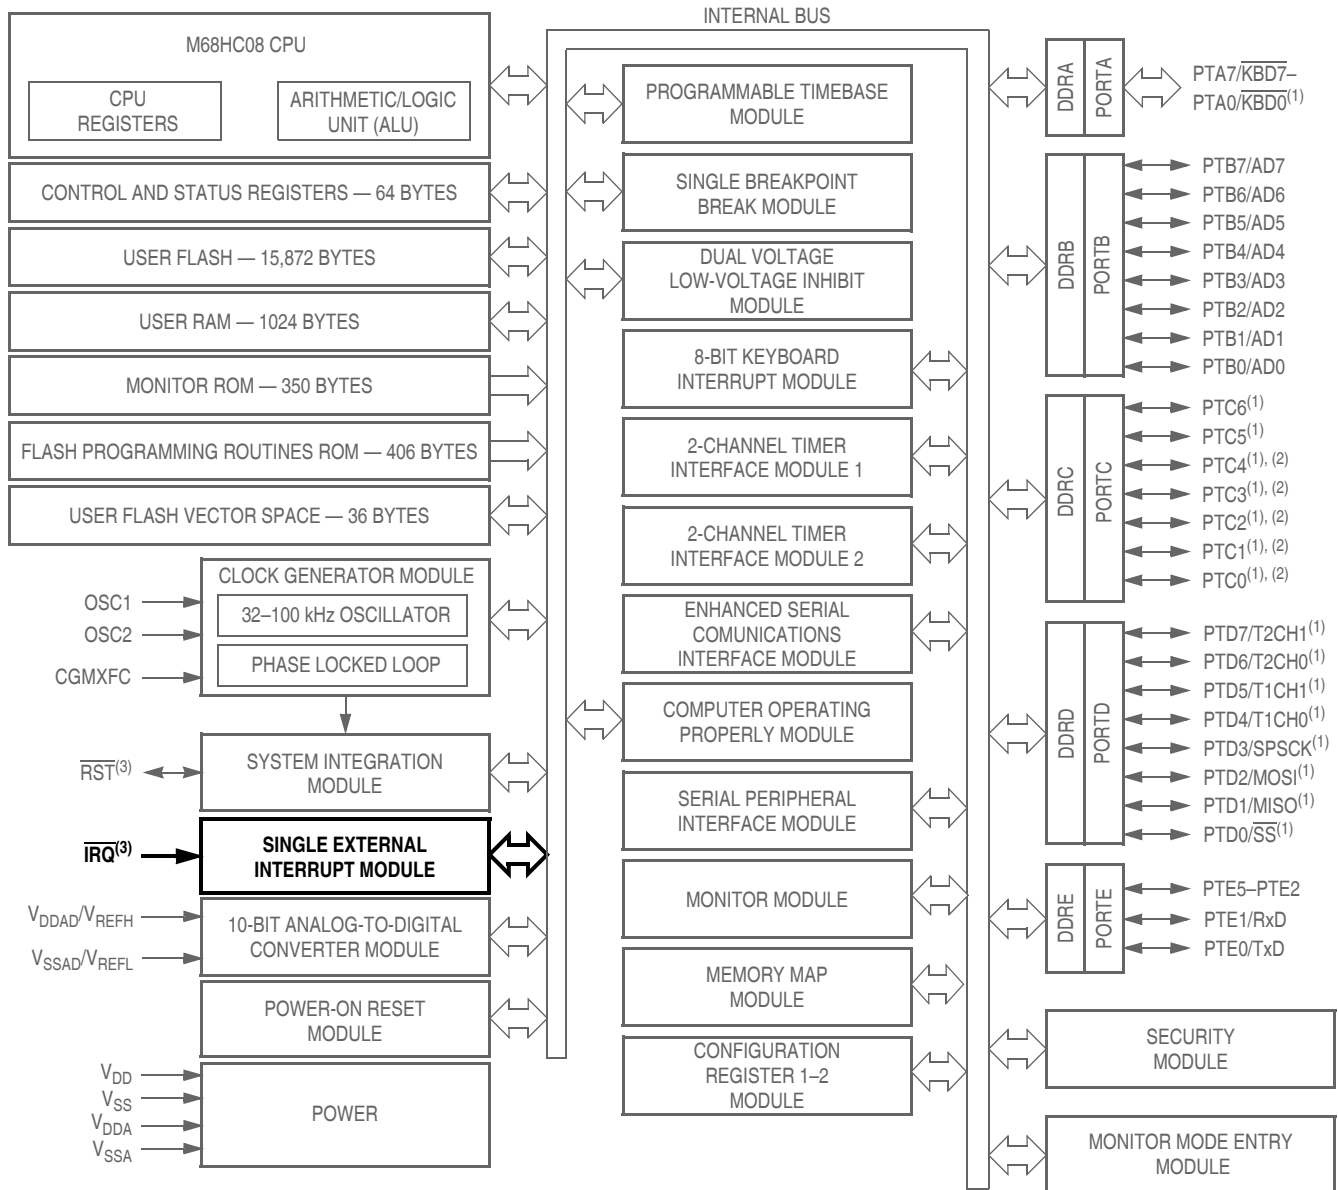 INTERNAL BUS
M68HC08 CPU
CPU
REGISTERS
ARITHMETIC/LOGIC
UNIT (ALU)
CONTROL AND STATUS REGISTERS — 64 BYTES
USER FLASH — 15,872 BYTES
USER RAM — 1024 BYTES
MONITOR ROM — 350 BYTES
FLASH PROGRAMMING ROUTINES ROM — 406 BYTES
USER FLASH VECTOR SPACE — 36 BYTES
CLOCK GENERATOR MODULE
32–100 kHz OSCILLATOR
PHASE LOCKED LOOP
OSC1
OSC2
CGMXFC
SYSTEM INTEGRATION
MODULE
RST(3)
SINGLE EXTERNAL
INTERRUPT MODULE
IRQ(3)
10-BIT ANALOG-TO-DIGITAL
CONVERTER MODULE
VDDAD/VREFH
VSSAD/VREFL
POWER-ON RESET
MODULE
POWER
VDD
VSS
VDDA
VSSA
PROGRAMMABLE TIMEBASE
MODULE
SINGLE BREAKPOINT
BREAK MODULE
DUAL VOLTAGE
LOW-VOLTAGE INHIBIT
MODULE
8-BIT KEYBOARD
INTERRUPT MODULE
2-CHANNEL TIMER
INTERFACE MODULE 1
2-CHANNEL TIMER
INTERFACE MODULE 2
ENHANCED SERIAL
COMUNICATIONS
INTERFACE MODULE
COMPUTER OPERATING
PROPERLY MODULE
SERIAL PERIPHERAL
INTERFACE MODULE
MONITOR MODULE
MEMORY MAP
MODULE
CONFIGURATION
REGISTER 1–2
MODULE
DDRA
PORTA
PTA7/KBD7–
PTA0/KBD0(1)
DDRB
PORTB
PTB7/AD7
PTB6/AD6
PTB5/AD5
PTB4/AD4
PTB3/AD3
PTB2/AD2
PTB1/AD1
PTB0/AD0
DDRC
PORTC
PTC6(1)
PTC5(1)
PTC4(1), (2)
PTC3(1), (2)
PTC2(1), (2)
PTC1(1), (2)
PTC0(1), (2)
DDRD
PORTD
PTD7/T2CH1(1)
PTD6/T2CH0(1)
PTD5/T1CH1(1)
PTD4/T1CH0(1)
PTD3/SPSCK(1)
PTD2/MOSI(1)
PTD1/MISO(1)
PTD0/SS(1)
DDRE
PORTE
PTE5–PTE2
PTE1/RxD
PTE0/TxD
SECURITY
MODULE
MONITOR MODE ENTRY
MODULE